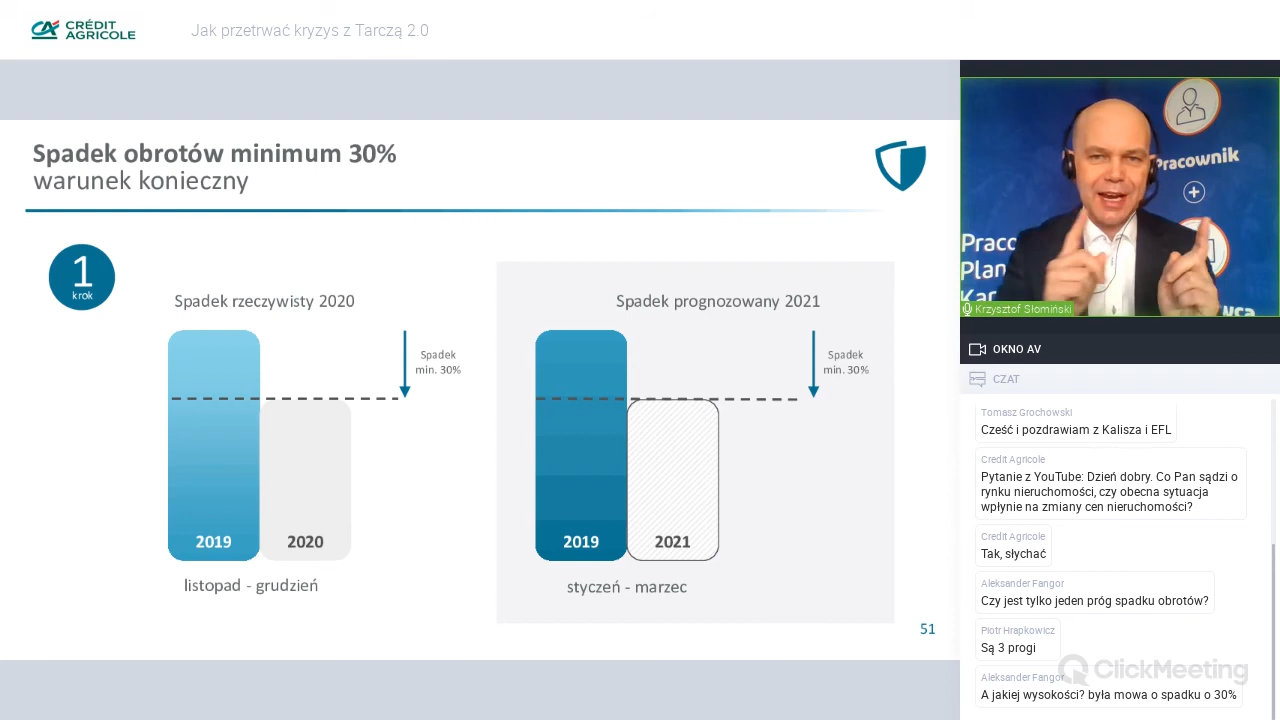 CRÉDIT
AGRICOLE
Jak przetrwać kryzys z Tarczą 2.0
Spadek obrotów minimum 30%
warunek konieczny
1
krok
Spadek rzeczywisty 2020
Spadek
min. 30%
2019
2020
listopad - grudzień
Spadek prognozowany 2021
Spadek
min. 30%
2019
2021
styczeń - marzec
51
Pracownik
Praco
Plan
Ka
Krzysztof Słomiński
OKNO AV
CZAT
Tomasz Grochowski
Cześć i pozdrawiam z Kalisza i EFL
Credit Agricole
Pytanie z YouTube: Dzień dobry. Co Pan sądzi o
rynku nieruchomości, czy obecna sytuacja
wpłynie na zmiany cen nieruchomości?
Credit Agricole
Tak, słychać
Aleksander Fangor
Czy jest tylko jeden próg spadku obrotów?
Piotr Hrapkowicz
Są 3 progi
Aleksander Fangor
A jakiej wysokości? była mowa o spadku o 30%
ClickMeeting